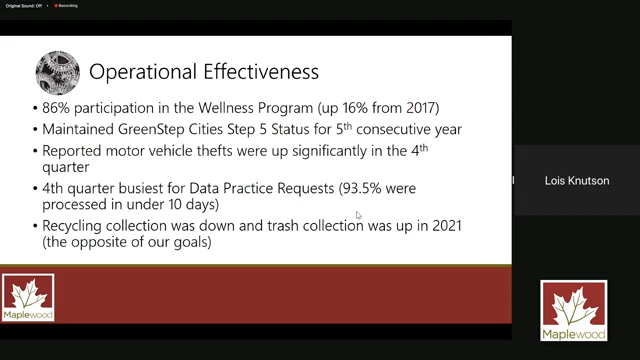 Original Sound: Off
Recording
Operational Effectiveness
• 86% participation in the Wellness Program (up 16% from 2017)
• Maintained GreenStep Cities Step 5 Status for 5th consecutive year
• Reported motor vehicle thefts were up significantly in the 4th
quarter
• 4th quarter busiest for Data Practice Requests (93.5% were
processed in under 10 days)
• Recycling collection was down and trash collection was up in 2021
(the opposite of our goals)
Lois Knutson
Maplewood
Maplewood